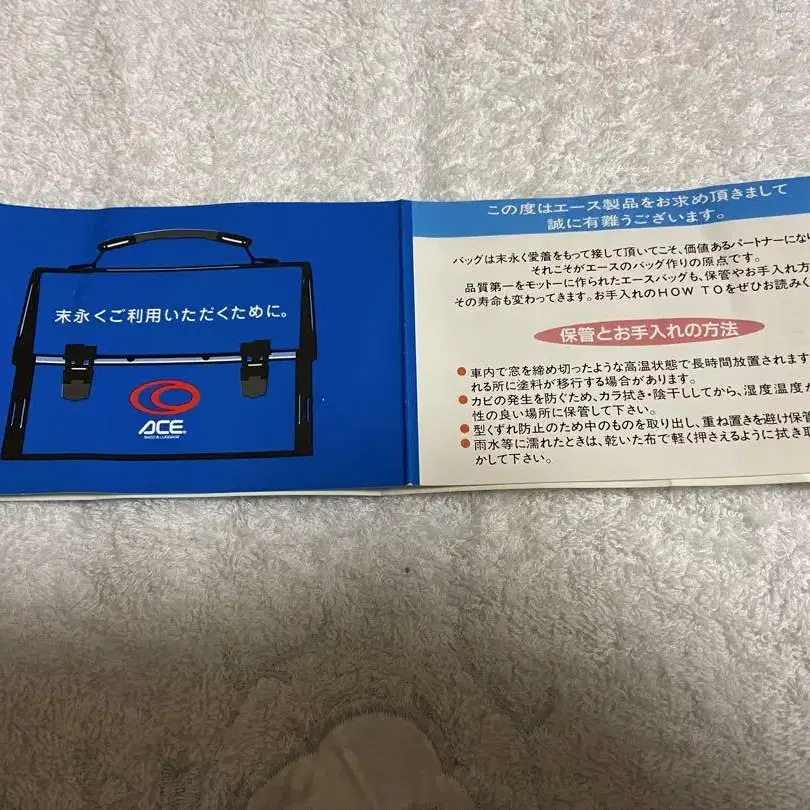 末永くご利用いただくために。
ACE®
BAGS & LUGGAGE
この度はエース製品をお求め頂きまして
誠に有難うございます。
バッグは末永く愛着をもって接して頂いてこそ、価値あるパートナーにな
それこそがエースのバッグ作りの原点です。
品質第一をモットーに作られたエースバッグも、保管やお手入れ方
その寿命も変わってきます。お手入れのHOW TOをぜひお読みく
保管とお手入れの方法
●車内で窓を締め切ったような高温状態で長時間放置されます
れる所に塗料が移行する場合があります。
●カビの発生を防ぐため、カラ拭き・陰干ししてから、湿度温度が
性の良い場所に保管して下さい。
●型くずれ防止のため中のものを取り出し、重ね置きを避け保管
●雨水等に濡れたときは、乾いた布で軽く押さえるように拭き取
かして下さい。